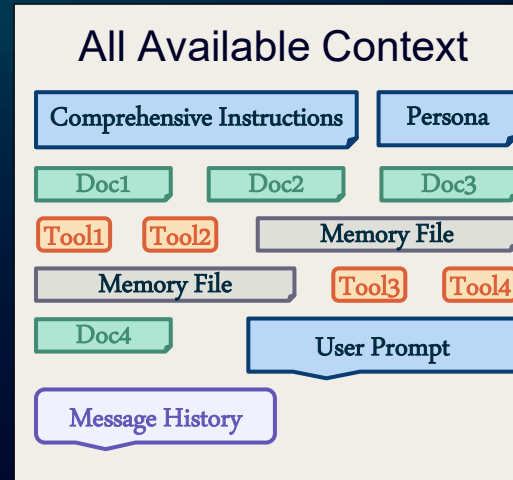 All Available Context
Comprehensive Instructions Persona
Doc1 Doc2 Doc3
Tool1 Tool2 Memory File
Memory File Tool3 Tool4
Doc4 User Prompt
Message History